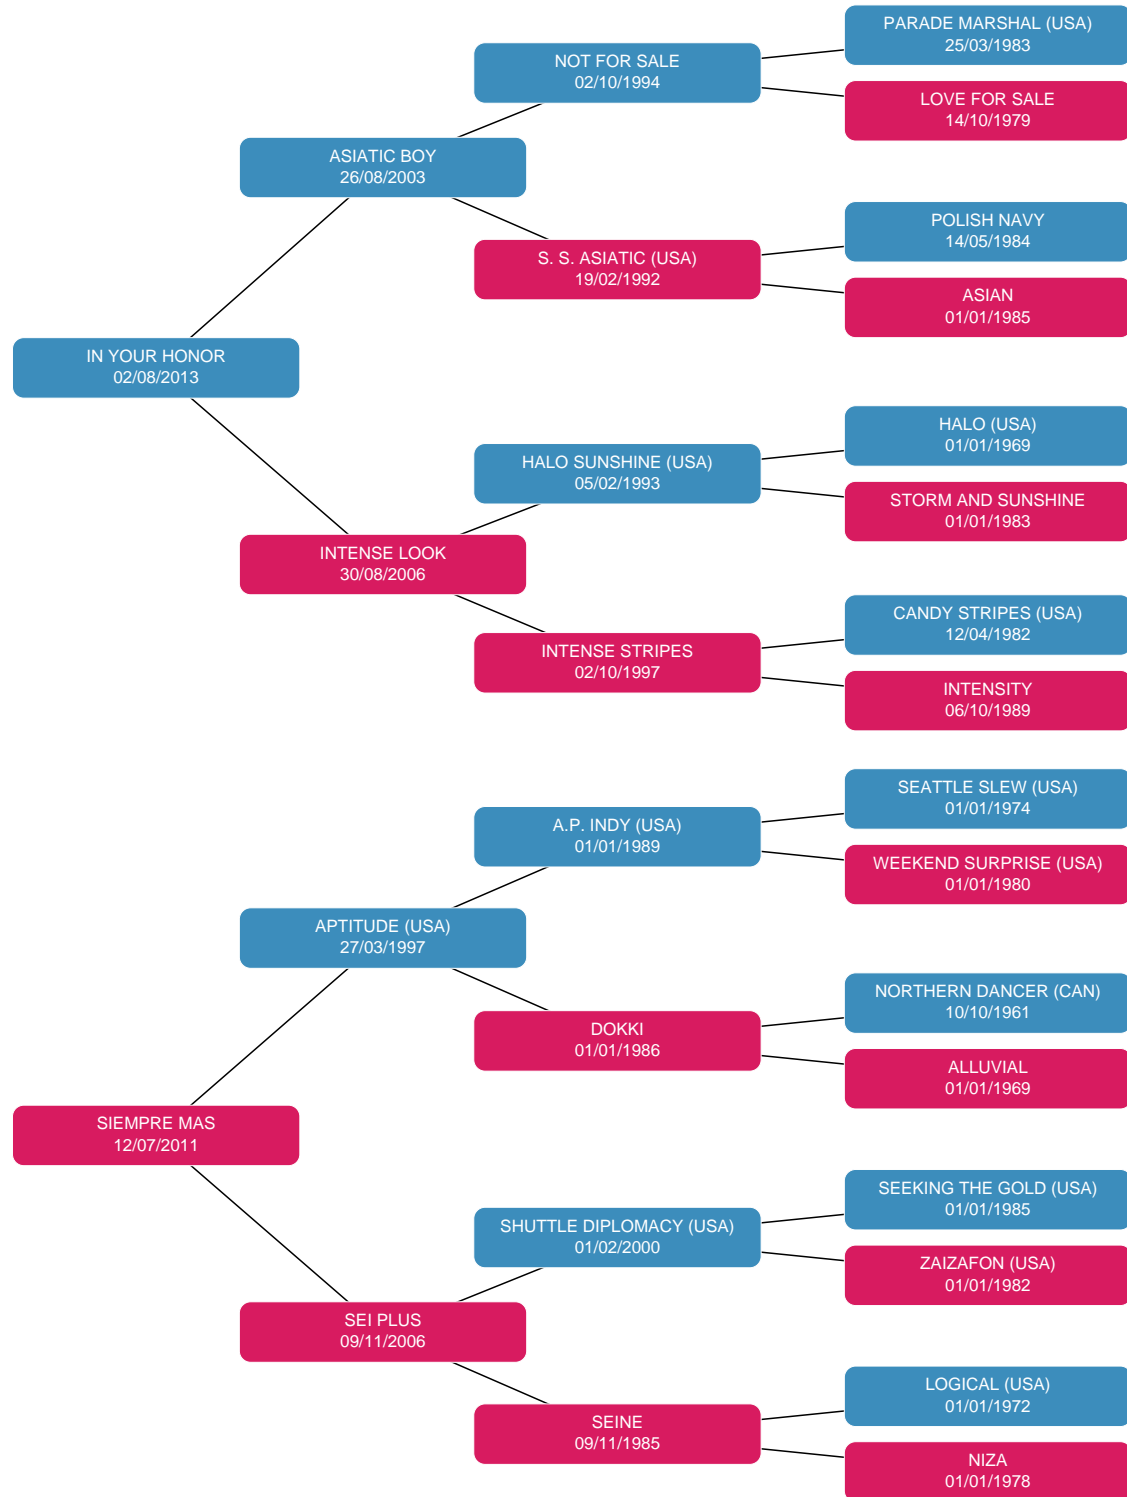 PARADE MARSHAL (USA)
25/03/1983
NOT FOR SALE
02/10/1994
LOVE FOR SALE
14/10/1979
ASIATIC BOY
26/08/2003
POLISH NAVY
14/05/1984
S. S. ASIATIC (USA)
19/02/1992
ASIAN
01/01/1985
IN YOUR HONOR
02/08/2013
HALO (USA)
01/01/1969
HALO SUNSHINE (USA)
05/02/1993
STORM AND SUNSHINE
01/01/1983
INTENSE LOOK
30/08/2006
CANDY STRIPES (USA)
12/04/1982
INTENSE STRIPES
02/10/1997
INTENSITY
06/10/1989
SEATTLE SLEW (USA)
01/01/1974
A.P. INDY (USA)
01/01/1989
WEEKEND SURPRISE (USA)
01/01/1980
APTITUDE (USA)
27/03/1997
NORTHERN DANCER (CAN)
10/10/1961
DOKKI
01/01/1986
ALLUVIAL
01/01/1969
SIEMPRE MAS
12/07/2011
SEEKING THE GOLD (USA)
01/01/1985
SHUTTLE DIPLOMACY (USA)
01/02/2000
ZAIZAFON (USA)
01/01/1982
SEI PLUS
09/11/2006
LOGICAL (USA)
01/01/1972
SEINE
09/11/1985
NIZA
01/01/1978